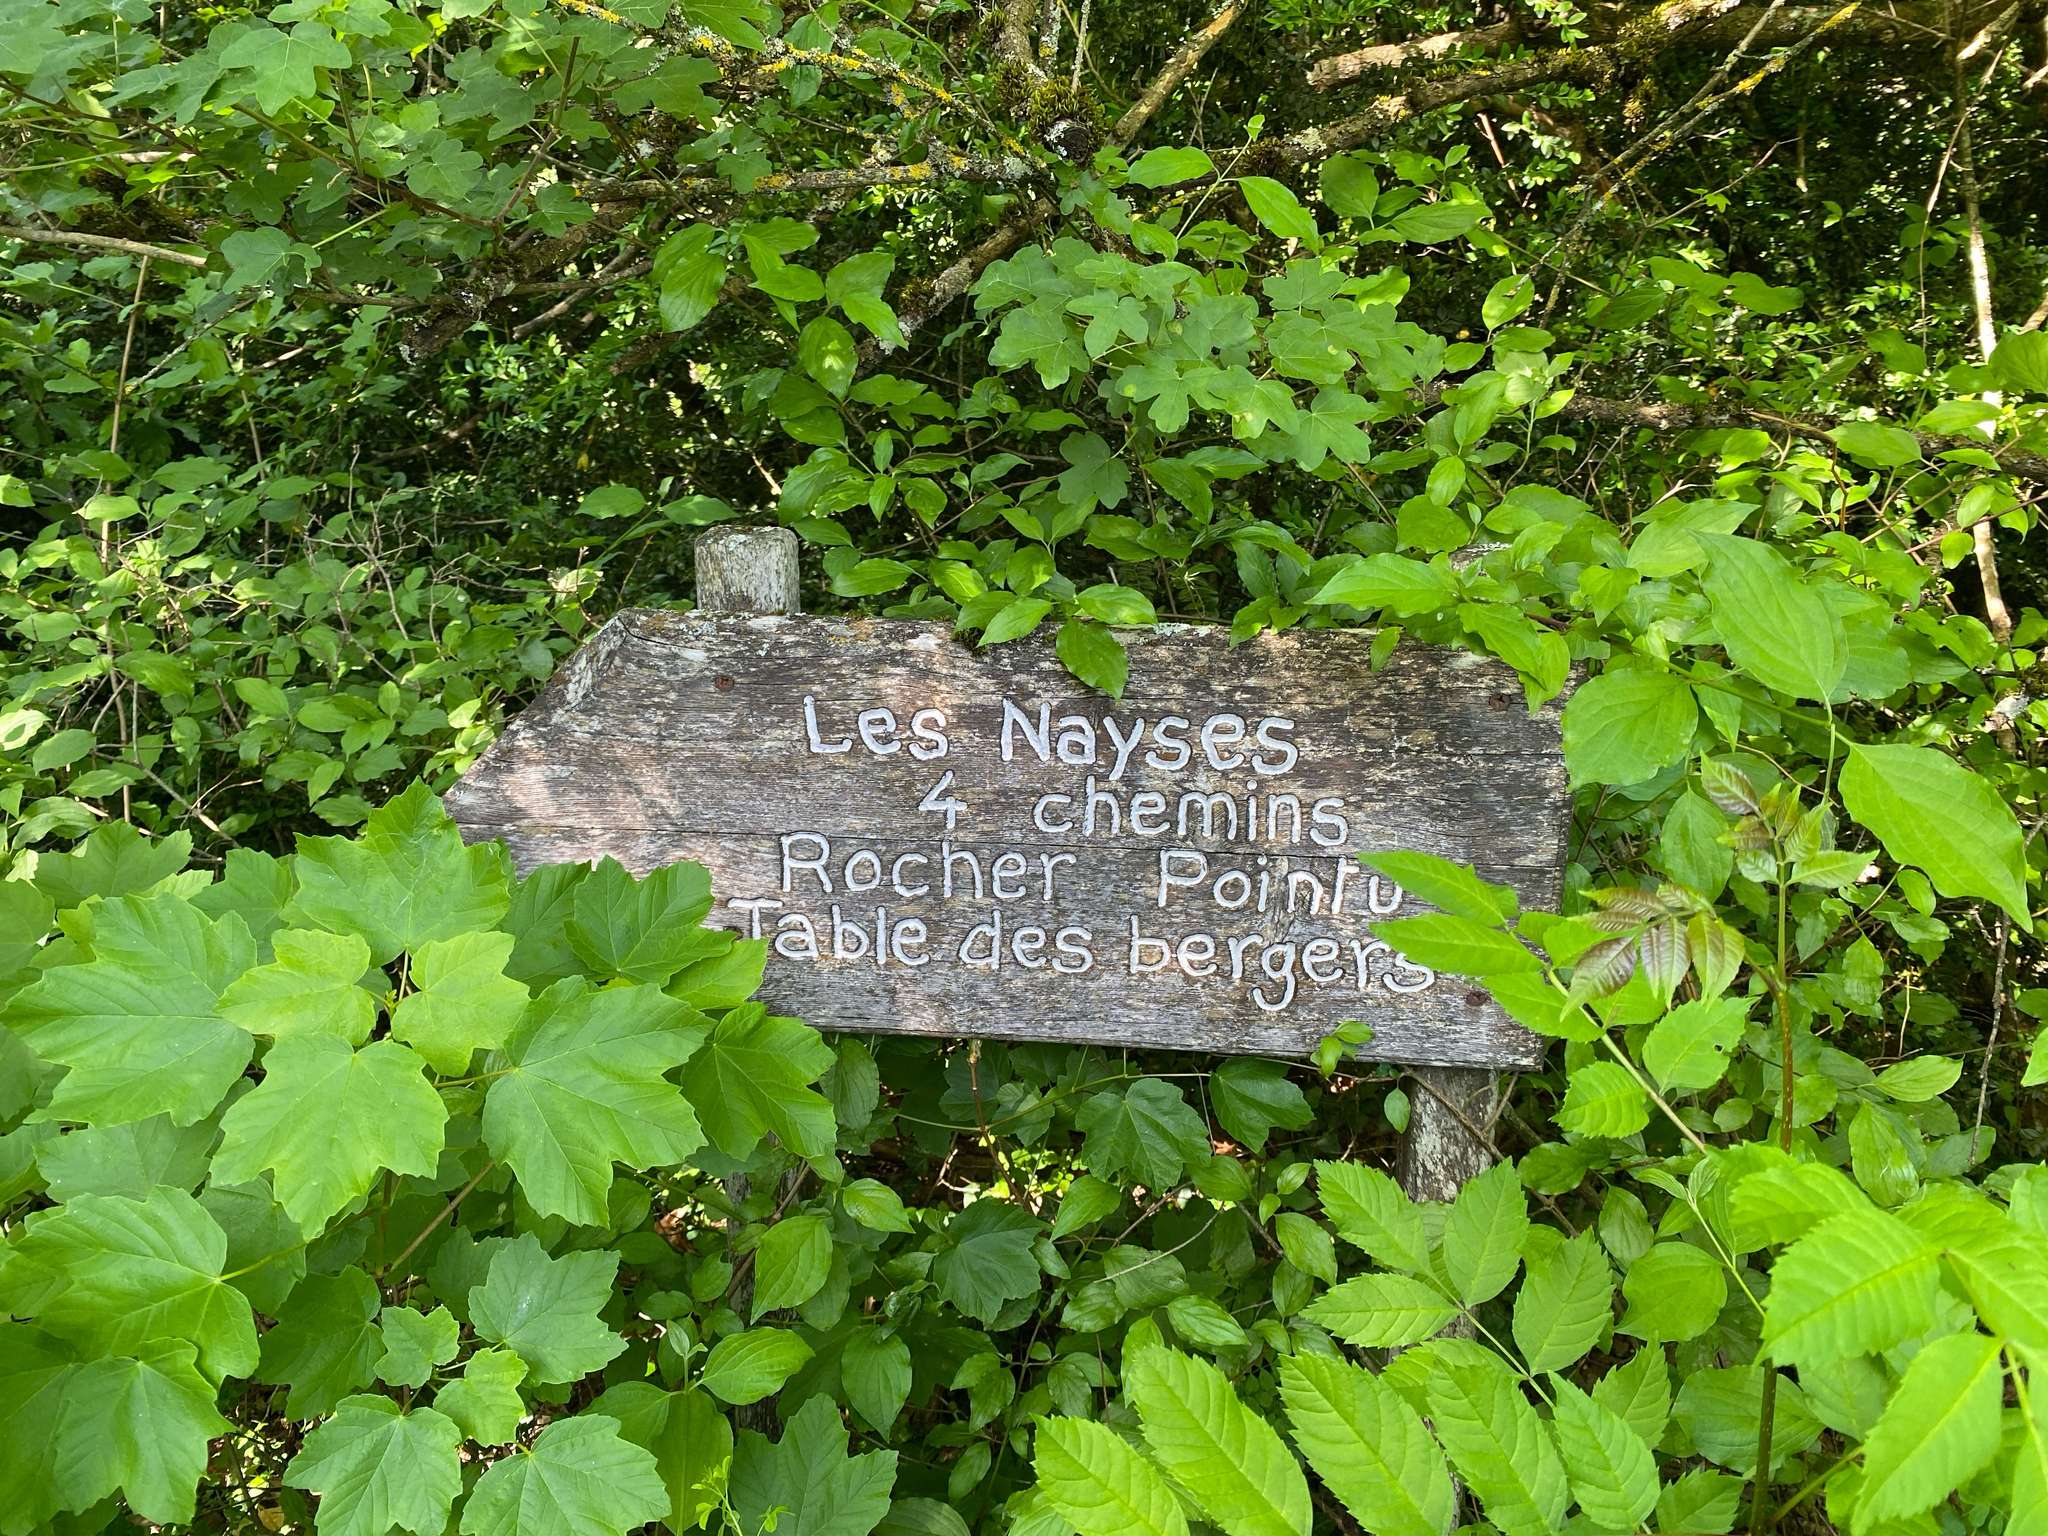 Les Nayses
4 chemins
Rocher Pointu
Table des bergers